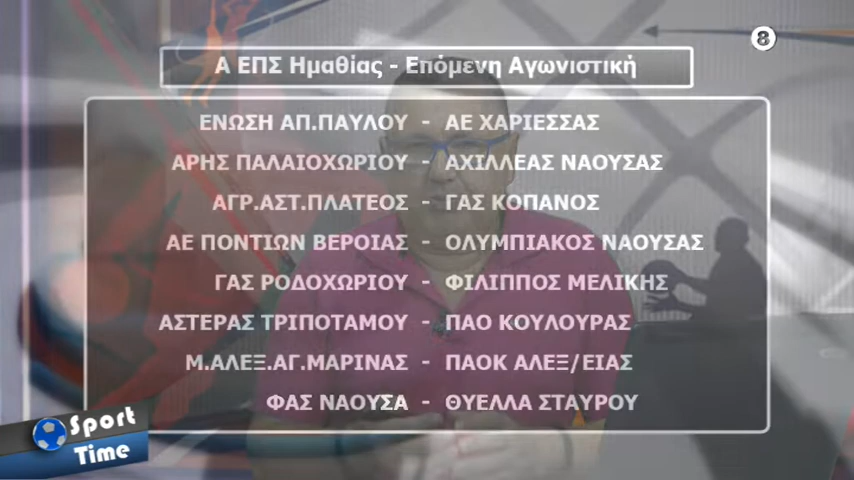 8
Α ΕΠΣ Ημαθίας - Επόμενη Αγωνιστική
ΕΝΩΣΗ ΑΠ.ΠΑΥΛΟΥ - ΑΕ ΧΑΡΙΕΣΣΑΣ
ΑΡΗΣ ΠΑΛΑΙΟΧΩΡΙΟΥ - ΑΧΙΛΛΕΑΣ ΝΑΟΥΣΑΣ
ΑΓΡ.ΑΣΤ.ΠΛΑΤΕΟΣ - ΓΑΣ ΚΟΠΑΝΟΣ
ΑΕ ΠΟΝΤΙΩΝ ΒΕΡΟΙΑΣ - ΟΛΥΜΠΙΑΚΟΣ ΝΑΟΥΣΑΣ
ΓΑΣ ΡΟΔΟΧΩΡΙΟΥ - ΦΙΛΙΠΠΟΣ ΜΕΛΙΚΗΣ
ΑΣΤΕΡΑΣ ΤΡΙΠΟΤΑΜΟΥ - ΠΑΟ ΚΟΥΛΟΥΡΑΣ
Μ.ΑΛΕΞ.ΑΓ.ΜΑΡΙΝΑΣ - ΠΑΟΚ ΑΛΕΞ/ΕΙΑΣ
ΦΑΣ ΝΑΟΥΣΑ - ΘΥΕΛΛΑ ΣΤΑΥΡΟΥ
Sport
Time